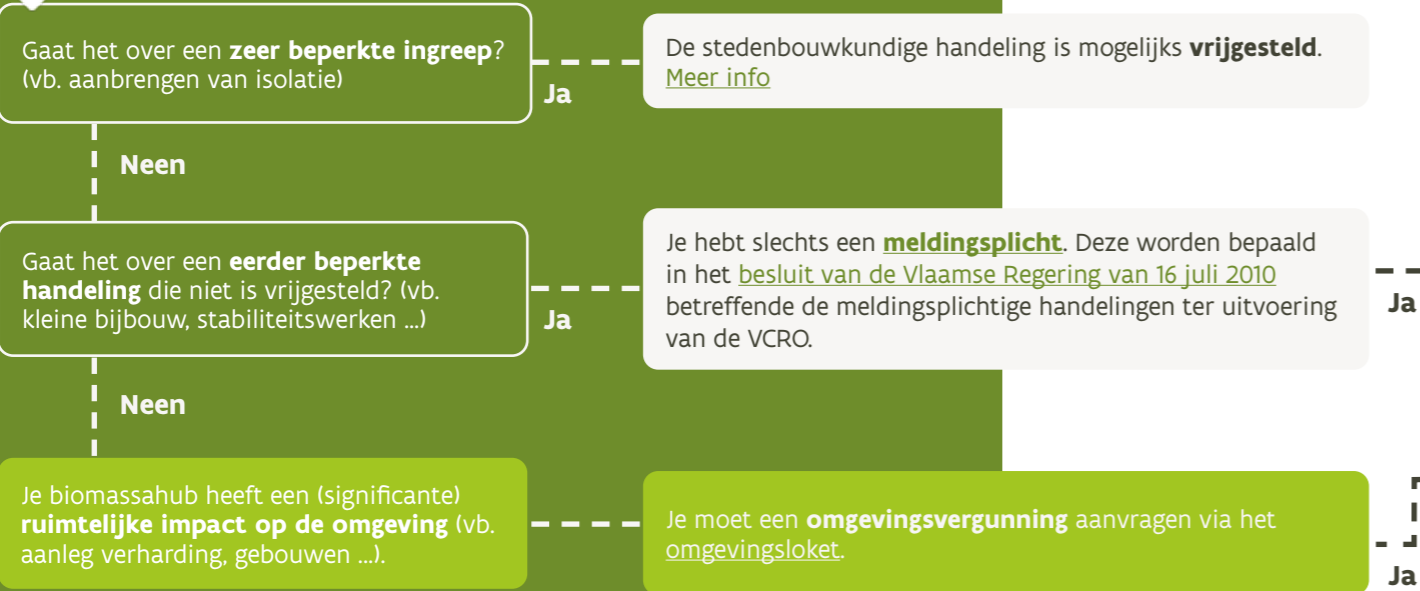 Gaat het over een zeer beperkte ingreep?
(vb. aanbrengen van isolatie)
Ja
De stedenbouwkundige handeling is mogelijks vrijgesteld.
Meer info
Neen
Gaat het over een eerder beperkte
handeling die niet is vrijgesteld? (vb.
kleine bijbouw, stabiliteitswerken ...)
Ja
Je hebt slechts een meldingsplicht. Deze worden bepaald
in het besluit van de Vlaamse Regering van 16 juli 2010
betreffende de meldingsplichtige handelingen ter uitvoering
van de VCRO.
Ja
Neen
Je biomassahub heeft een (significante)
ruimtelijke impact op de omgeving (vb.
aanleg verharding, gebouwen ...).
Je moet een omgevingsvergunning aanvragen via het
omgevingsloket.
Ja